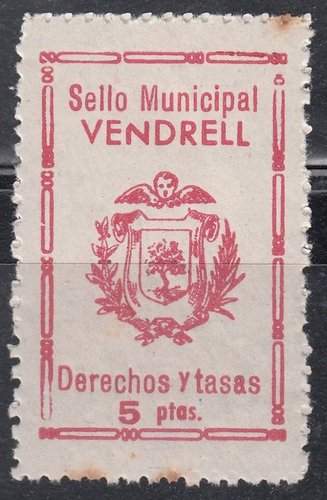 Sello Municipal
VENDRELL
Derechos y tasas
5 ptas.